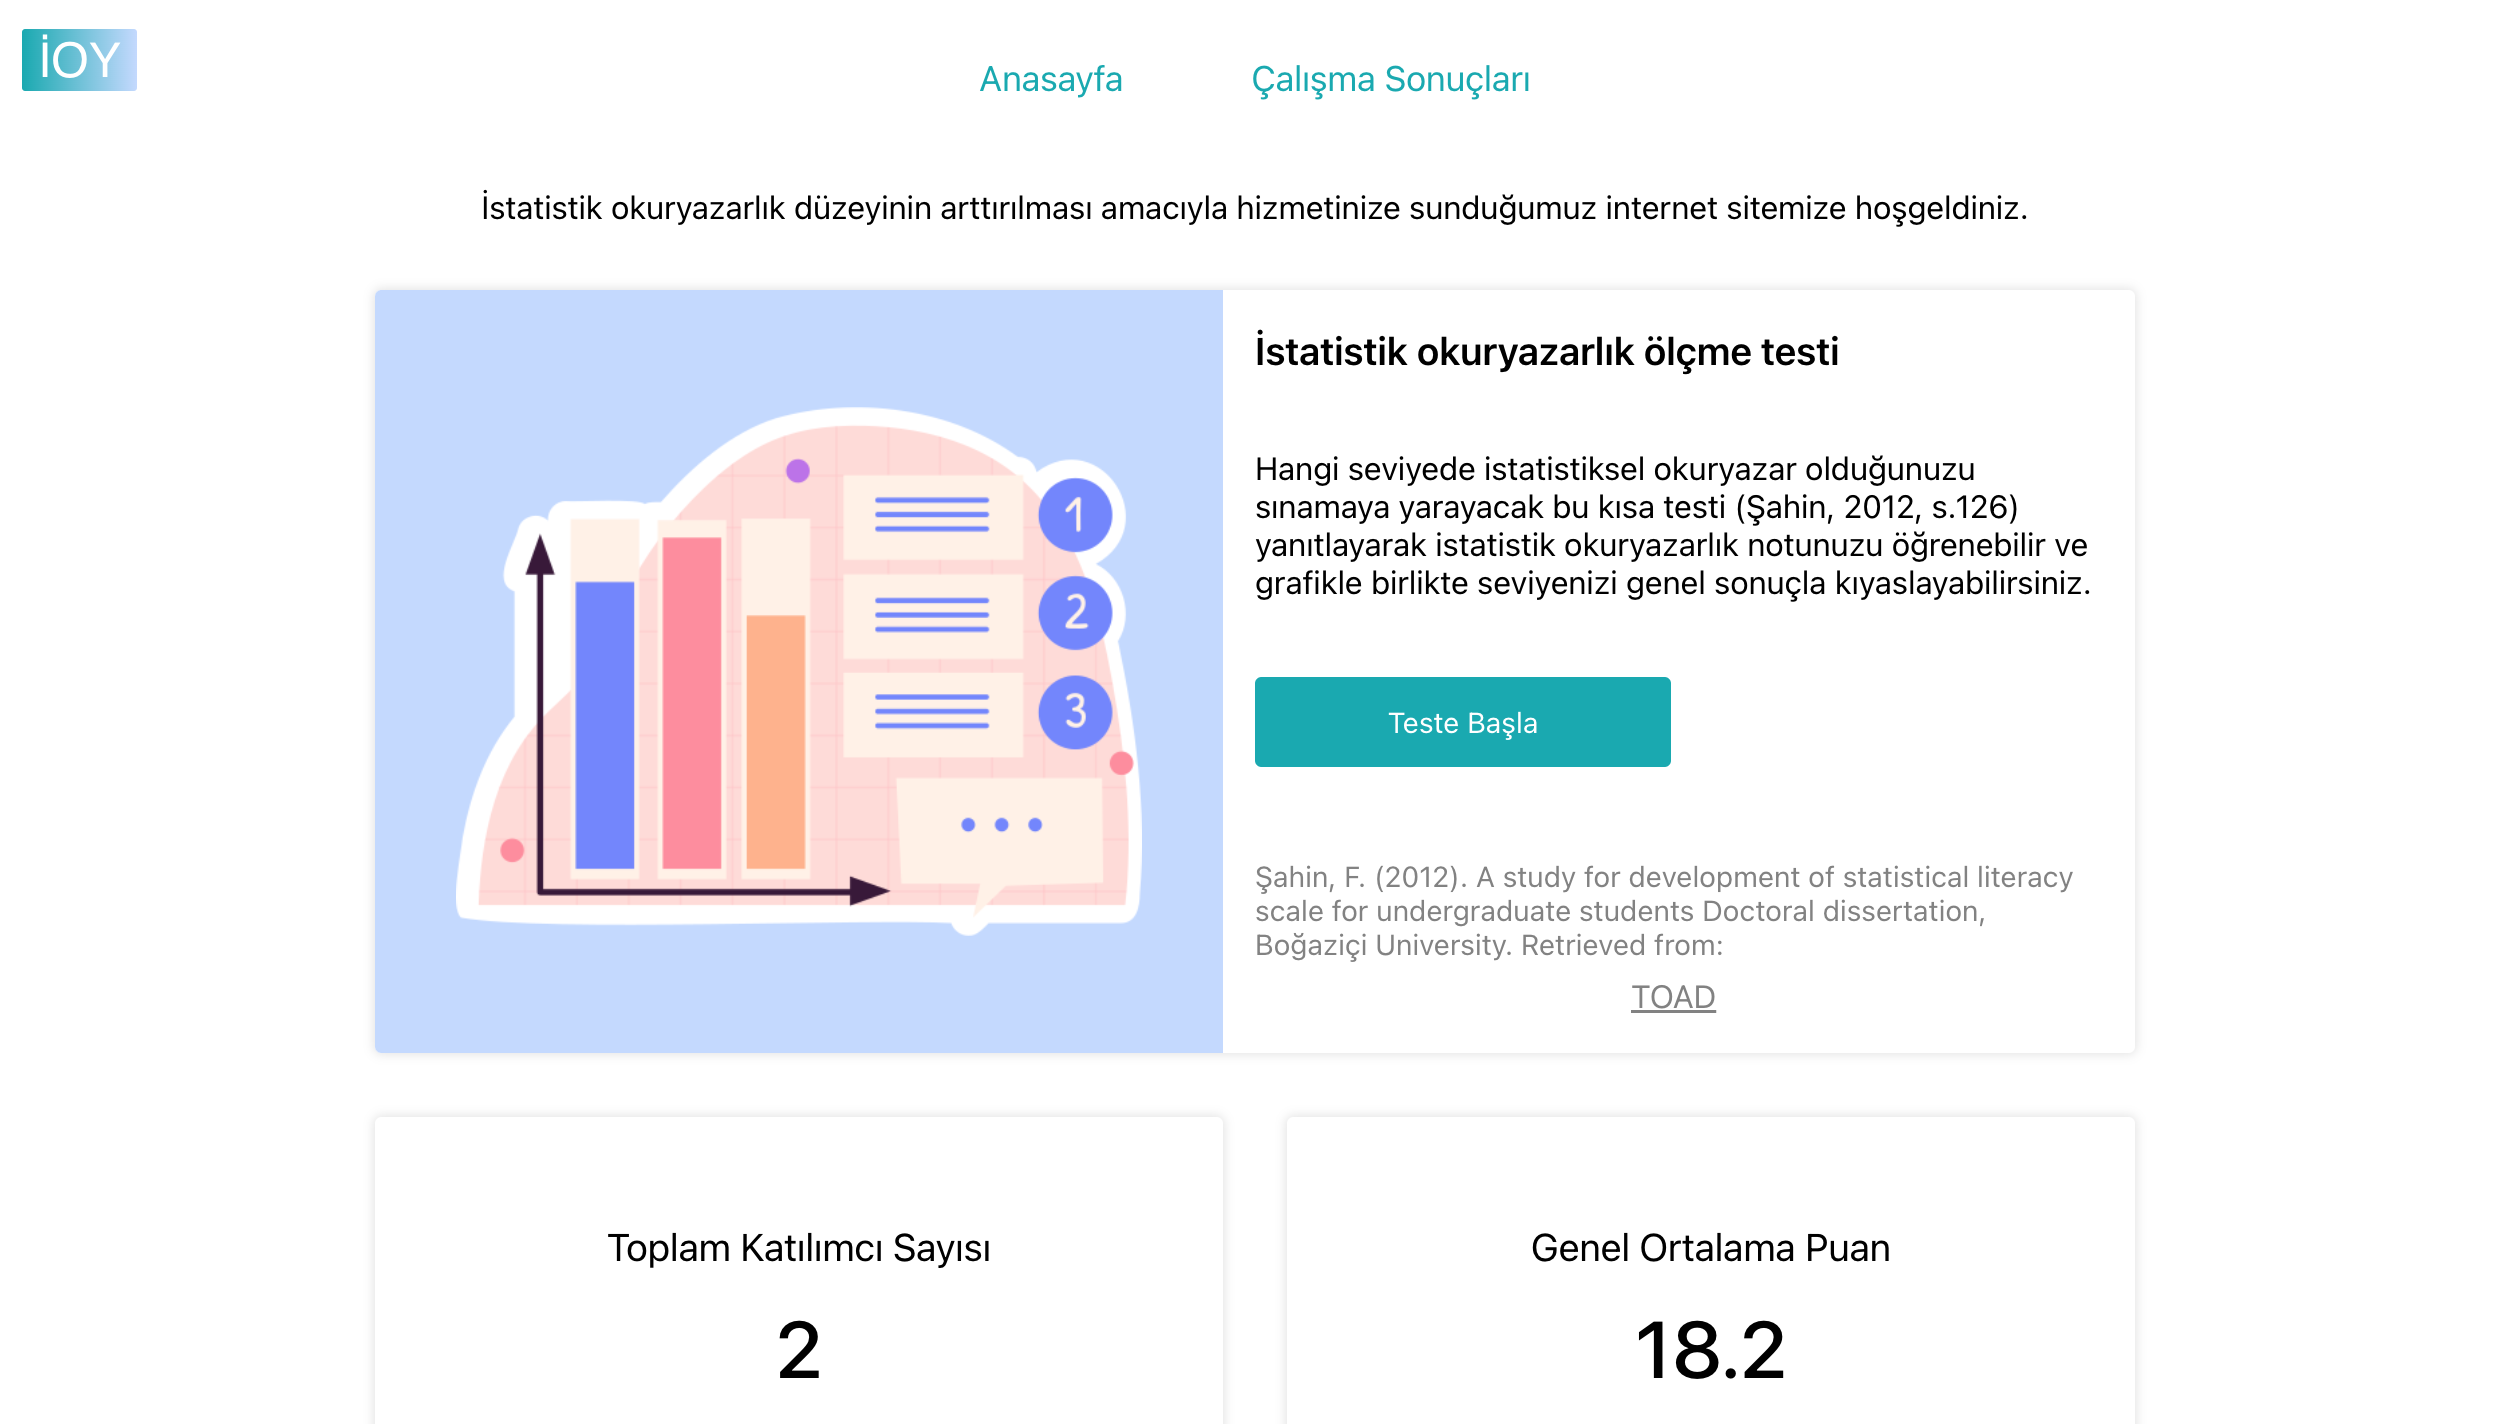 İOY
Anasayfa
Çalışma Sonuçları
İstatistik okuryazarlık düzeyinin arttırılması amacıyla hizmetinize sunduğumuz internet sitemize hoşgeldiniz.
1
2
3
İstatistik okuryazarlık ölçme testi
Hangi seviyede istatistiksel okuryazar olduğunuzu
sınamaya yarayacak bu kısa testi (Şahin, 2012, s.126)
yanıtlayarak istatistik okuryazarlık notunuzu öğrenebilir ve
grafikle birlikte seviyenizi genel sonuçla kıyaslayabilirsiniz.
Teste Başla
Şahin, F. (2012). A study for development of statistical literacy
scale for undergraduate students Doctoral dissertation,
Boğaziçi University. Retrieved from:
TOAD
Toplam Katılımcı Sayısı
2
Genel Ortalama Puan
18.2